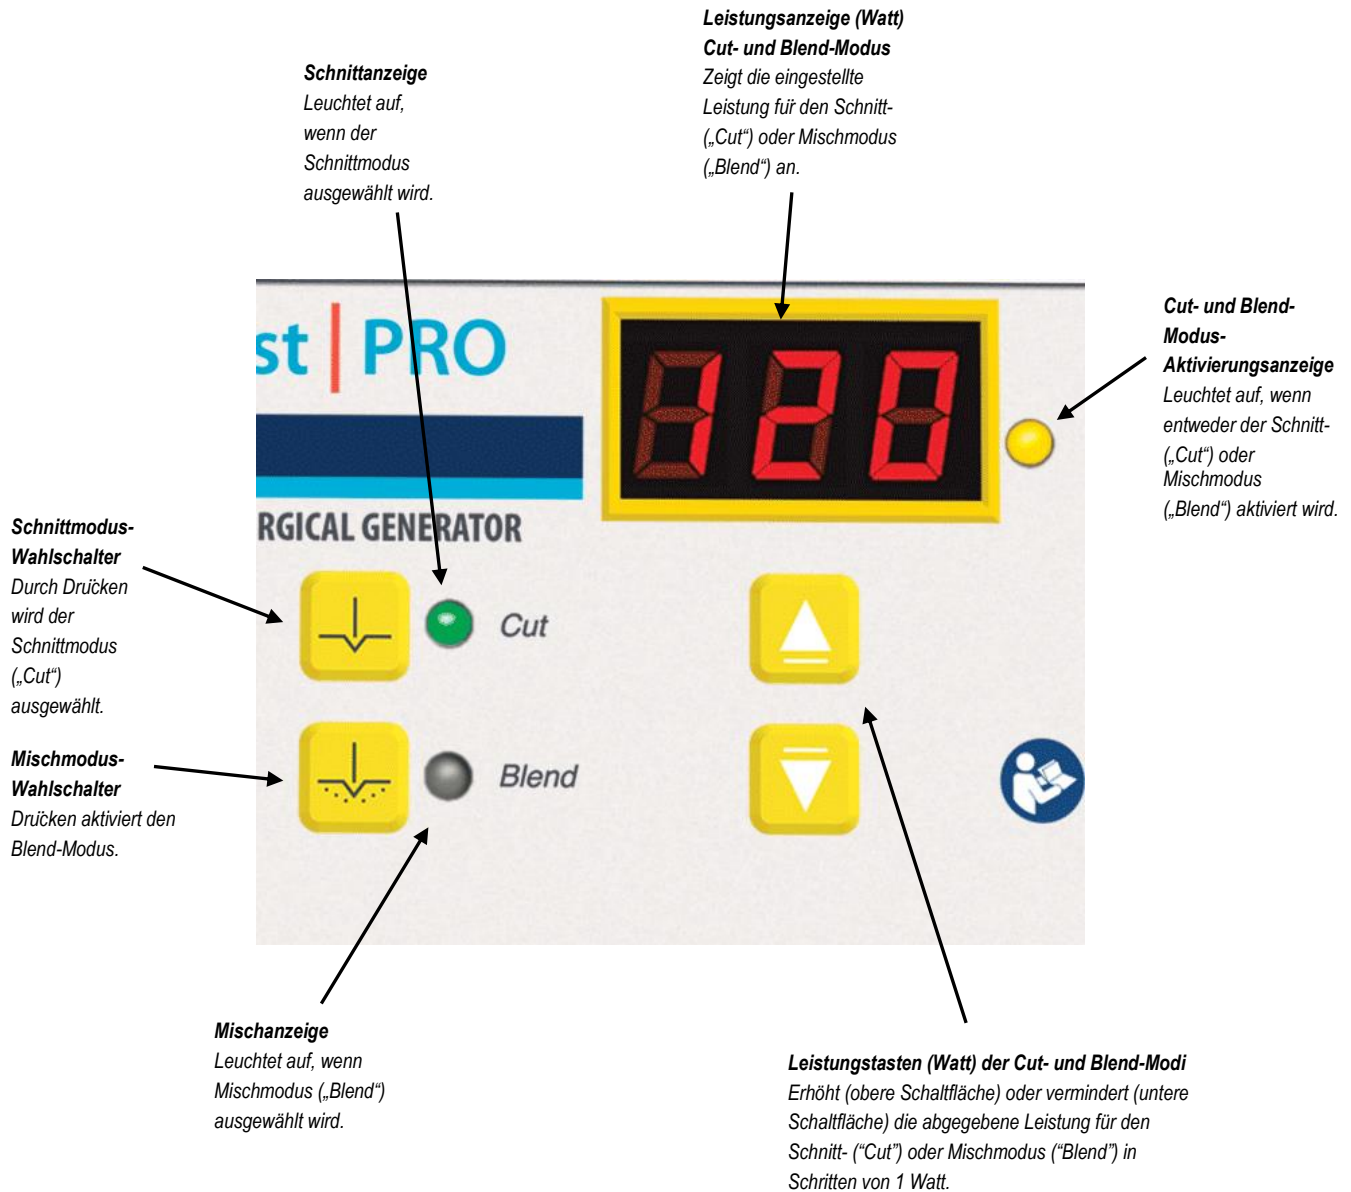 Leistungsanzeige (Watt)
Cut- und Blend-Modus
Zeigt die eingestellte
Leistung für den Schnitt-
(„Cut“) oder Mischmodus
(„Blend“) an.
Schnittanzeige
Leuchtet auf,
wenn der
Schnittmodus
ausgewählt wird.
Cut- und Blend-
Modus-
Aktivierungsanzeige
Leuchtet auf, wenn
entweder der Schnitt-
(„Cut“) oder
Mischmodus
(„Blend“) aktiviert wird.
st | PRO
120
RGICAL GENERATOR
Schnittmodus-
Wahlschalter
Durch Drücken
wird der
Schnittmodus
(„Cut“)
ausgewählt.
Cut
Mischmodus-
Wahlschalter
Drücken aktiviert den
Blend-Modus.
Blend
Mischanzeige
Leuchtet auf, wenn
Mischmodus („Blend“)
ausgewählt wird.
Leistungstasten (Watt) der Cut- und Blend-Modi
Erhöht (obere Schaltfläche) oder vermindert (untere
Schaltfläche) die abgegebene Leistung für den
Schnitt- (“Cut”) oder Mischmodus (“Blend”) in
Schritten von 1 Watt.